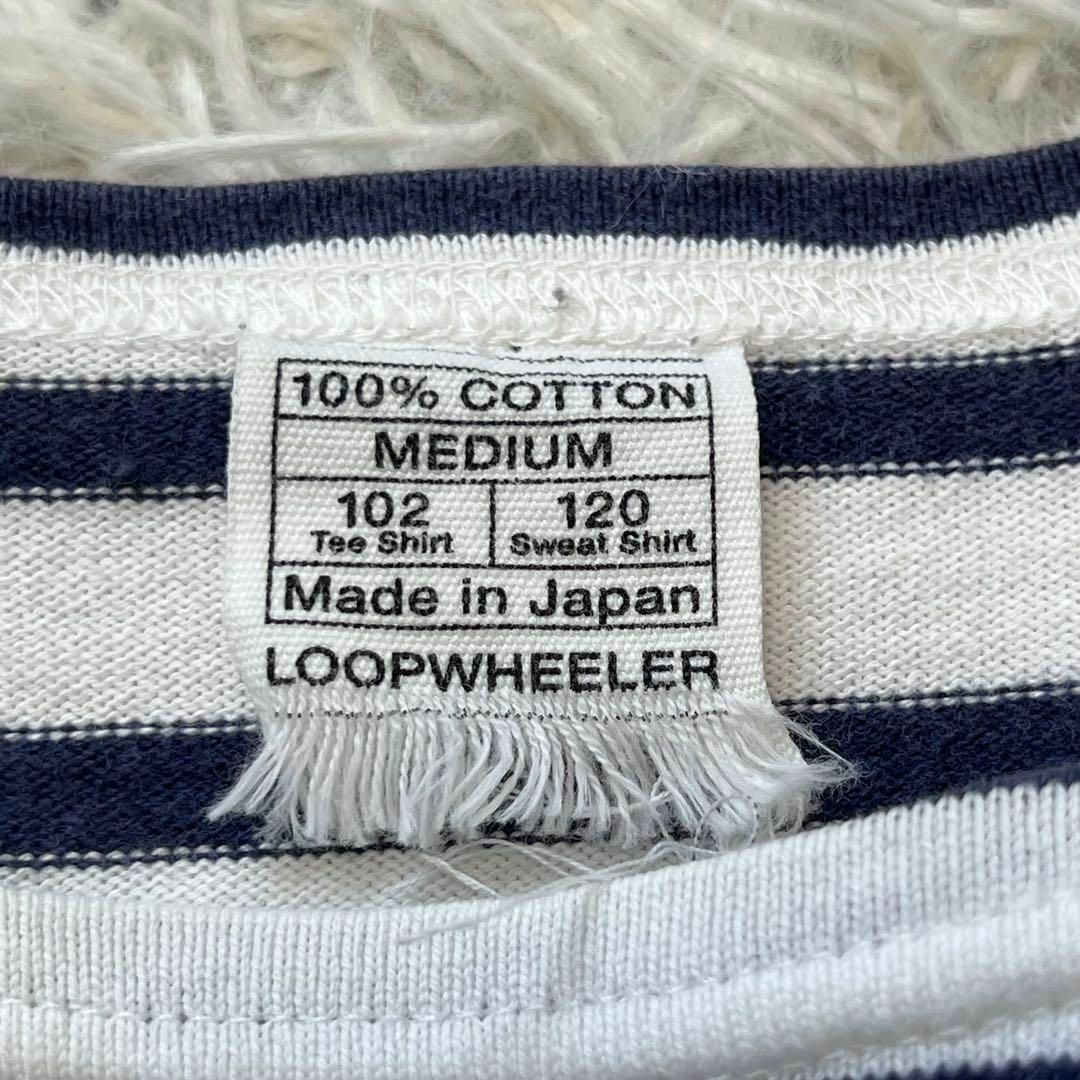 100% COTTON
MEDIUM
102 120
Tee Shirt Sweat Shirt
Made in Japan
LOOPWHEELER